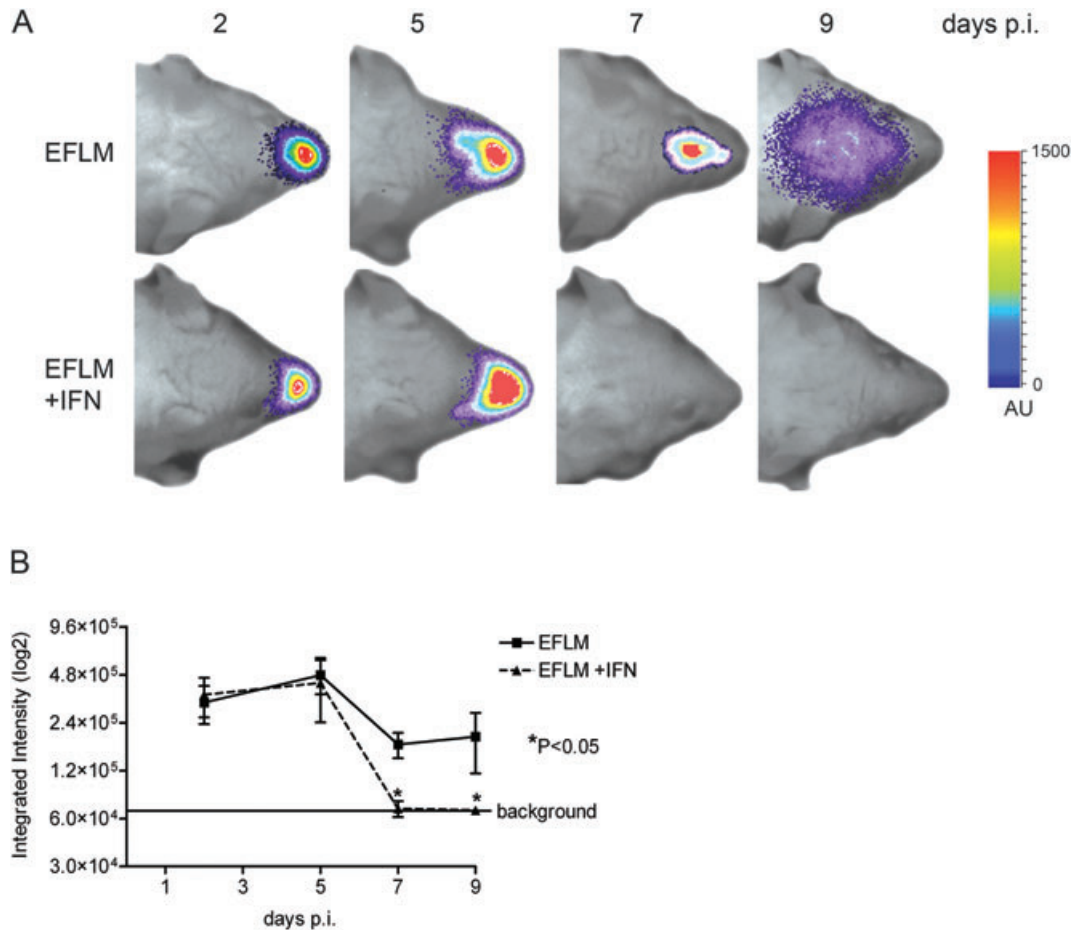 A
2 5 7 9 days p.i.
EFLM
1500
0
AU
EFLM
+IFN
B
Integrated Intensity (log2)
9.6×10⁵
4.8×10⁵
2.4×10⁵
1.2×10⁵
6.0×10⁴
3.0×10⁴
EFLM
EFLM +IFN
*P<0.05
* *
background
1 3 5 7 9
days p.i.